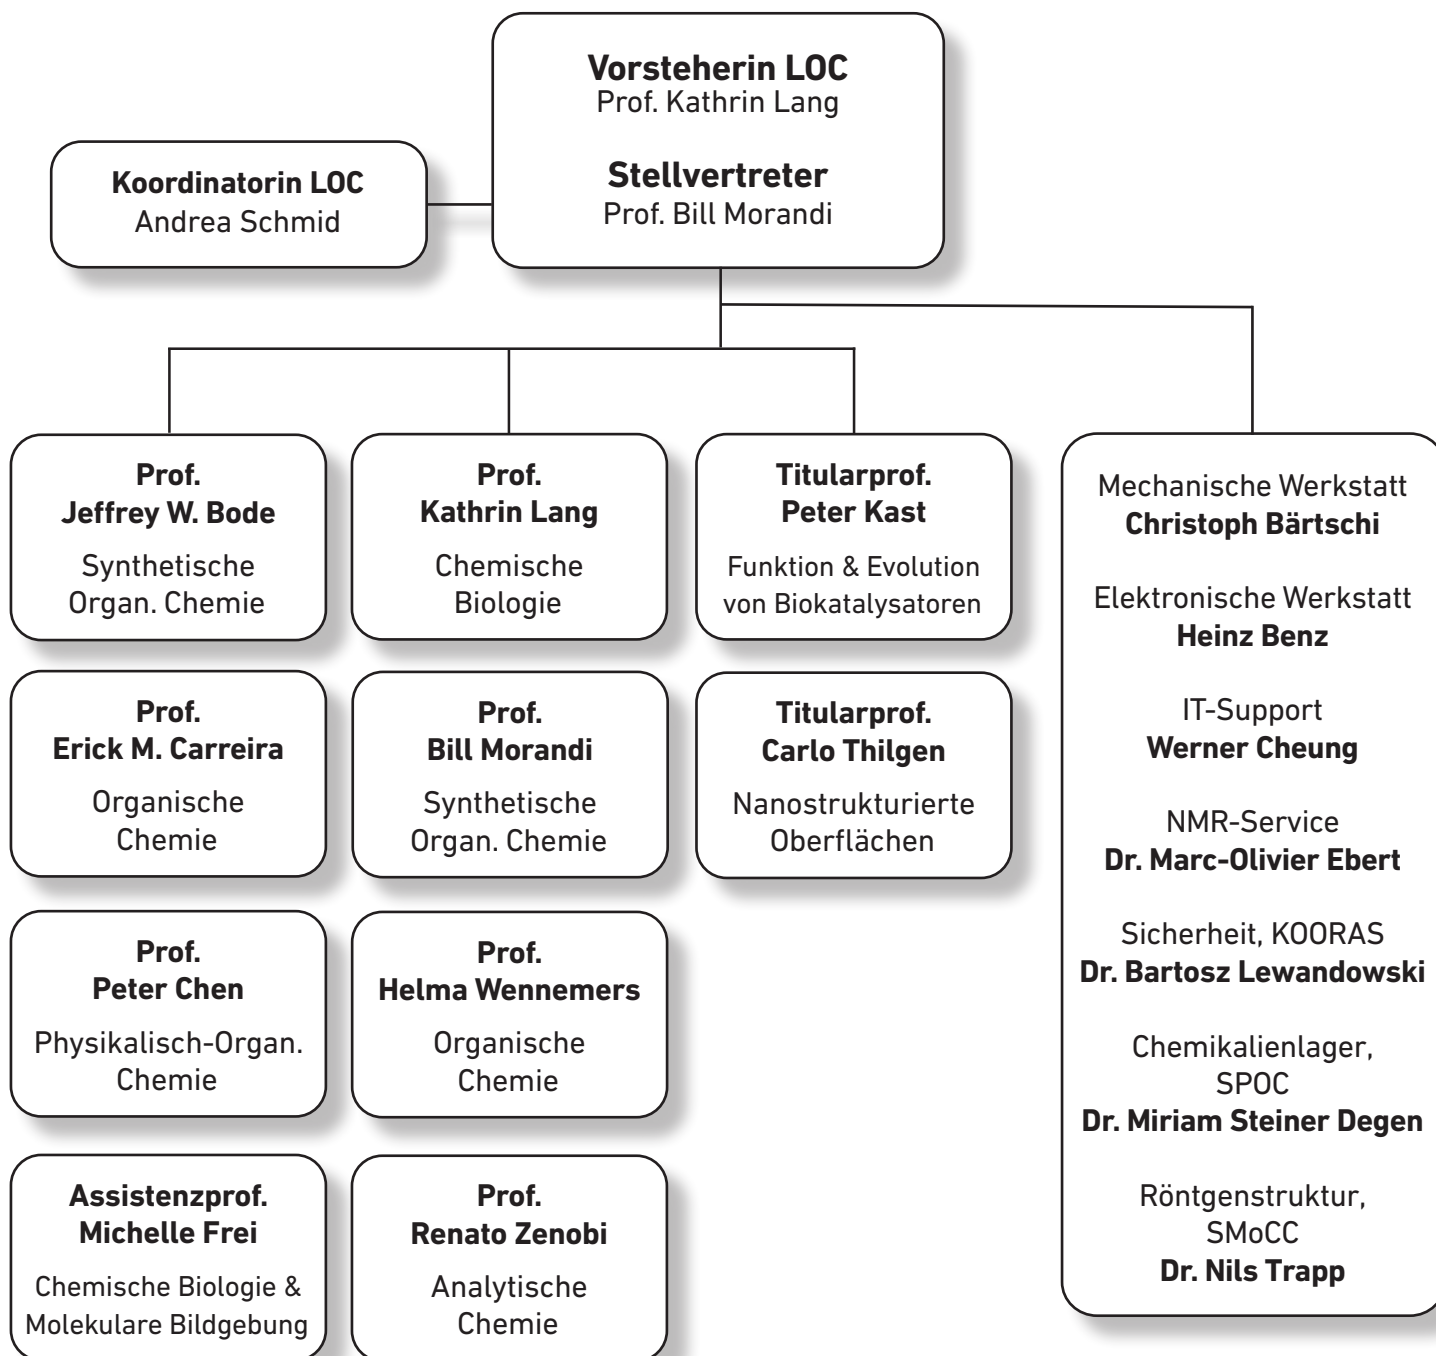 Vorsteherin LOC
Prof. Kathrin Lang
Stellvertreter
Prof. Bill Morandi
Koordinatorin LOC
Andrea Schmid
Prof.
Jeffrey W. Bode
Synthetische
Organ. Chemie
Prof.
Kathrin Lang
Chemische
Biologie
Titularprof.
Peter Kast
Funktion & Evolution
von Biokatalysatoren
Prof.
Erick M. Carreira
Organische
Chemie
Prof.
Bill Morandi
Synthetische
Organ. Chemie
Titularprof.
Carlo Thilgen
Nanostrukturierte
Oberflächen
Prof.
Peter Chen
Physikalisch-Organ.
Chemie
Prof.
Helma Wennemers
Organische
Chemie
Assistenzprof.
Michelle Frei
Chemische Biologie &
Molekulare Bildgebung
Prof.
Renato Zenobi
Analytische
Chemie
Mechanische Werkstatt
Christoph Bärtschi
Elektronische Werkstatt
Heinz Benz
IT-Support
Werner Cheung
NMR-Service
Dr. Marc-Olivier Ebert
Sicherheit, KOORAS
Dr. Bartosz Lewandowski
Chemikalienlager,
SPOC
Dr. Miriam Steiner Degen
Röntgenstruktur,
SMoCC
Dr. Nils Trapp